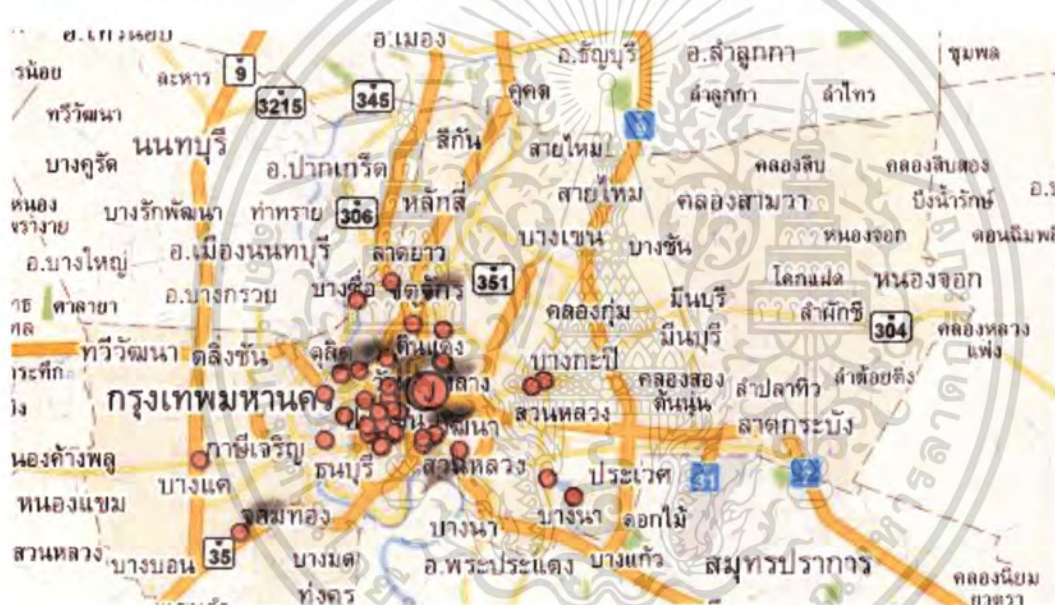 อ.เมือง
อ.ธัญบุรี
อ.ลำลูกกา
ชุมพล
ละหาร
9
3215
345
คูคต
ลำลูกกา
ลำไทร
ทวีวัฒนา
นนทบุรี
สีกัน
สายไหม
บางคูรัด
อ.ปากเกร็ด
คลองสิบ
คลองสิบสอง
หลักสี่
สายไหม
คลองสามวา
บึงน้ำรักษ์
บางรักพัฒนา
ท่าทราย
306
บางเขน
บางชัน
หนองจอก
อ.เมืองนนทบุรี
ลาดยาว
อ.บางใหญ่
351
โคกแฝด
หนองจอก
ศาลายา
อ.บางกรวย
บางซื่อ
จตุจักร
คลองกุ่ม
มีนบุรี
ลำผักชี
304
คลองหลวง
แพ่ง
มีนบุรี
ทวีวัฒนา
ตลิ่งชัน
ดุสิต
ดินแดง
บางกะปิ
คลองสอง
ต้นนุ่น
ลำปลาทิว
ลำต้อยติ่ง
กรุงเทพมหานคร
J
สวนหลวง
ลาดกระบัง
ภาษีเจริญ
ธนบุรี
สวนหลวง
ประเวศ
31
บางแค
หนองแขม
จอมทอง
บางนา
บางนา
ดอกไม้
สวนหลวง
บางบอน
35
บางมด
อ.พระประแดง
บางแก้ว
สมุทรปราการ
ทุ่งครุ
คลองนิยม
ยาตรา